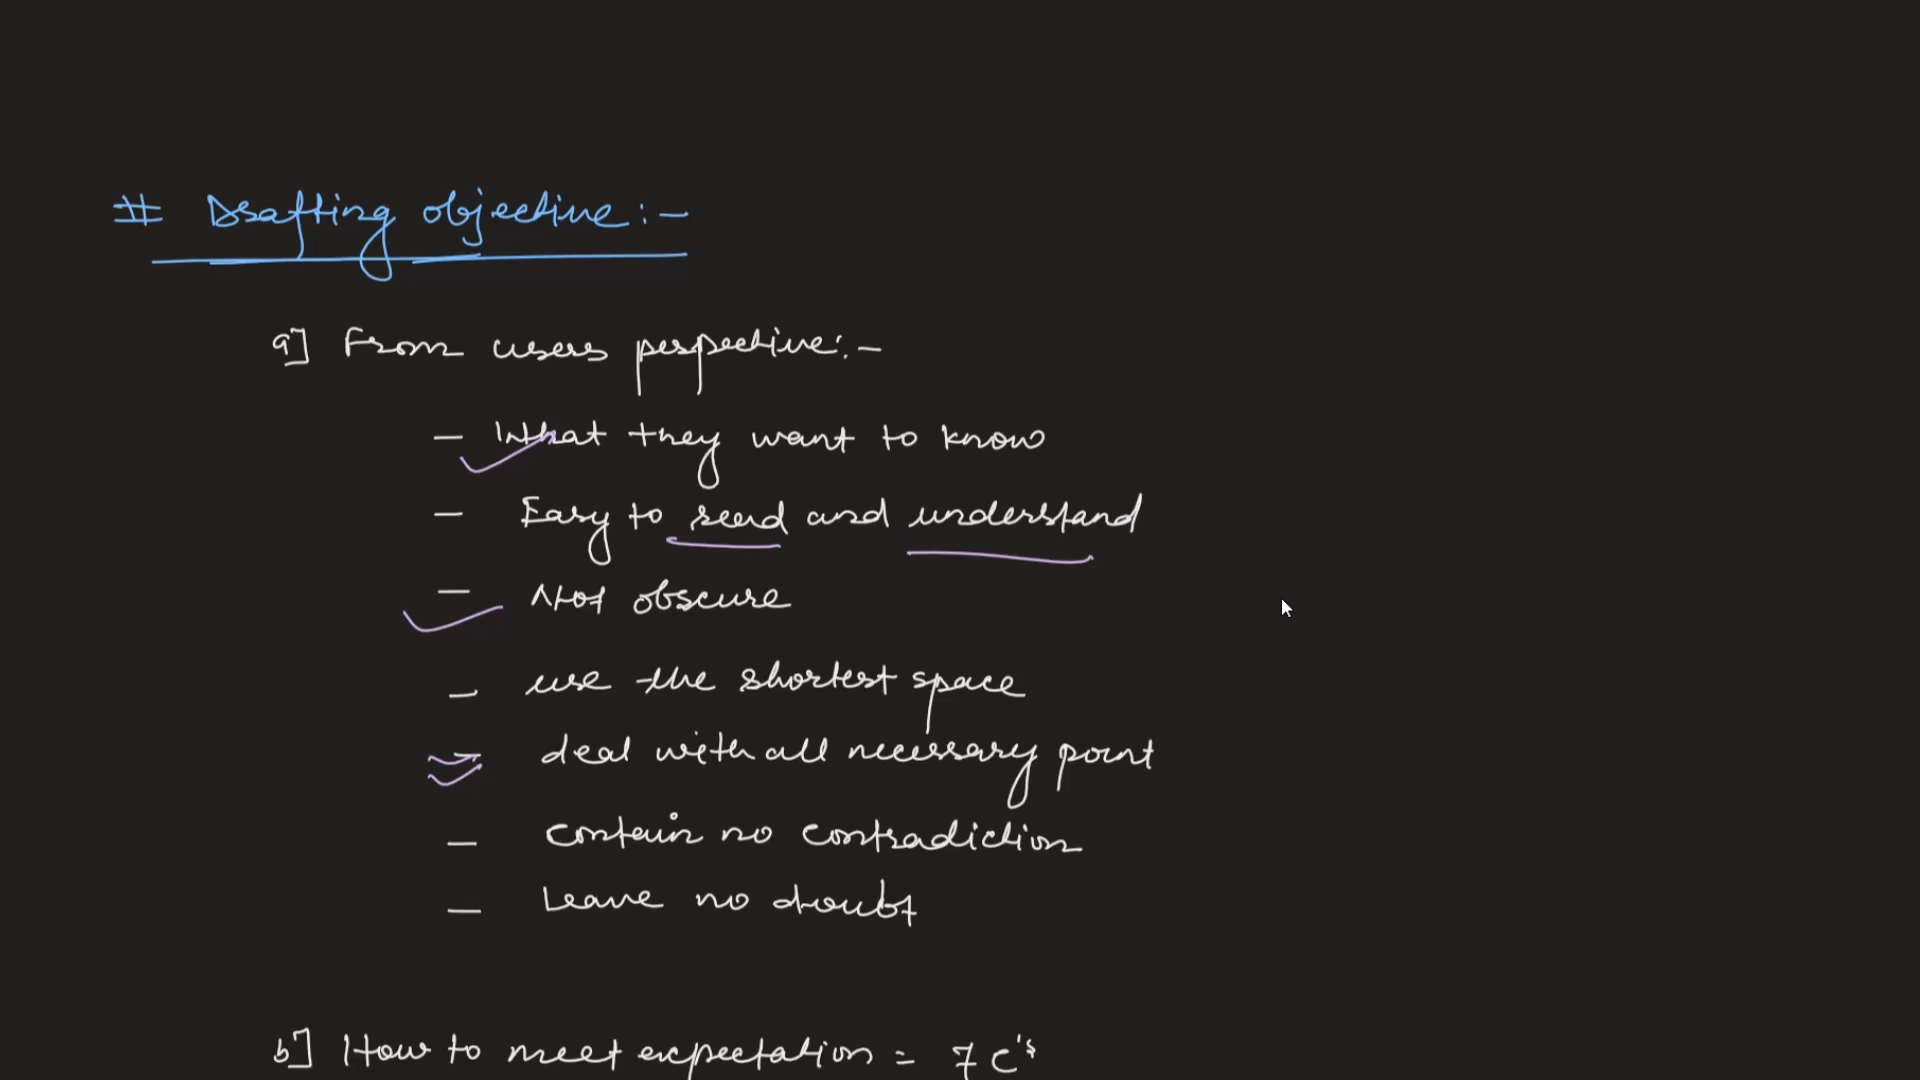 # Drafting objective:-
a] From users perspective:-
- What they want to know
- Easy to read and understand
- Not obscure
- use the shortest space
- deal with all necessary point
- contain no contradiction
- Leave no doubt
b] How to meet expectation = 7 C's